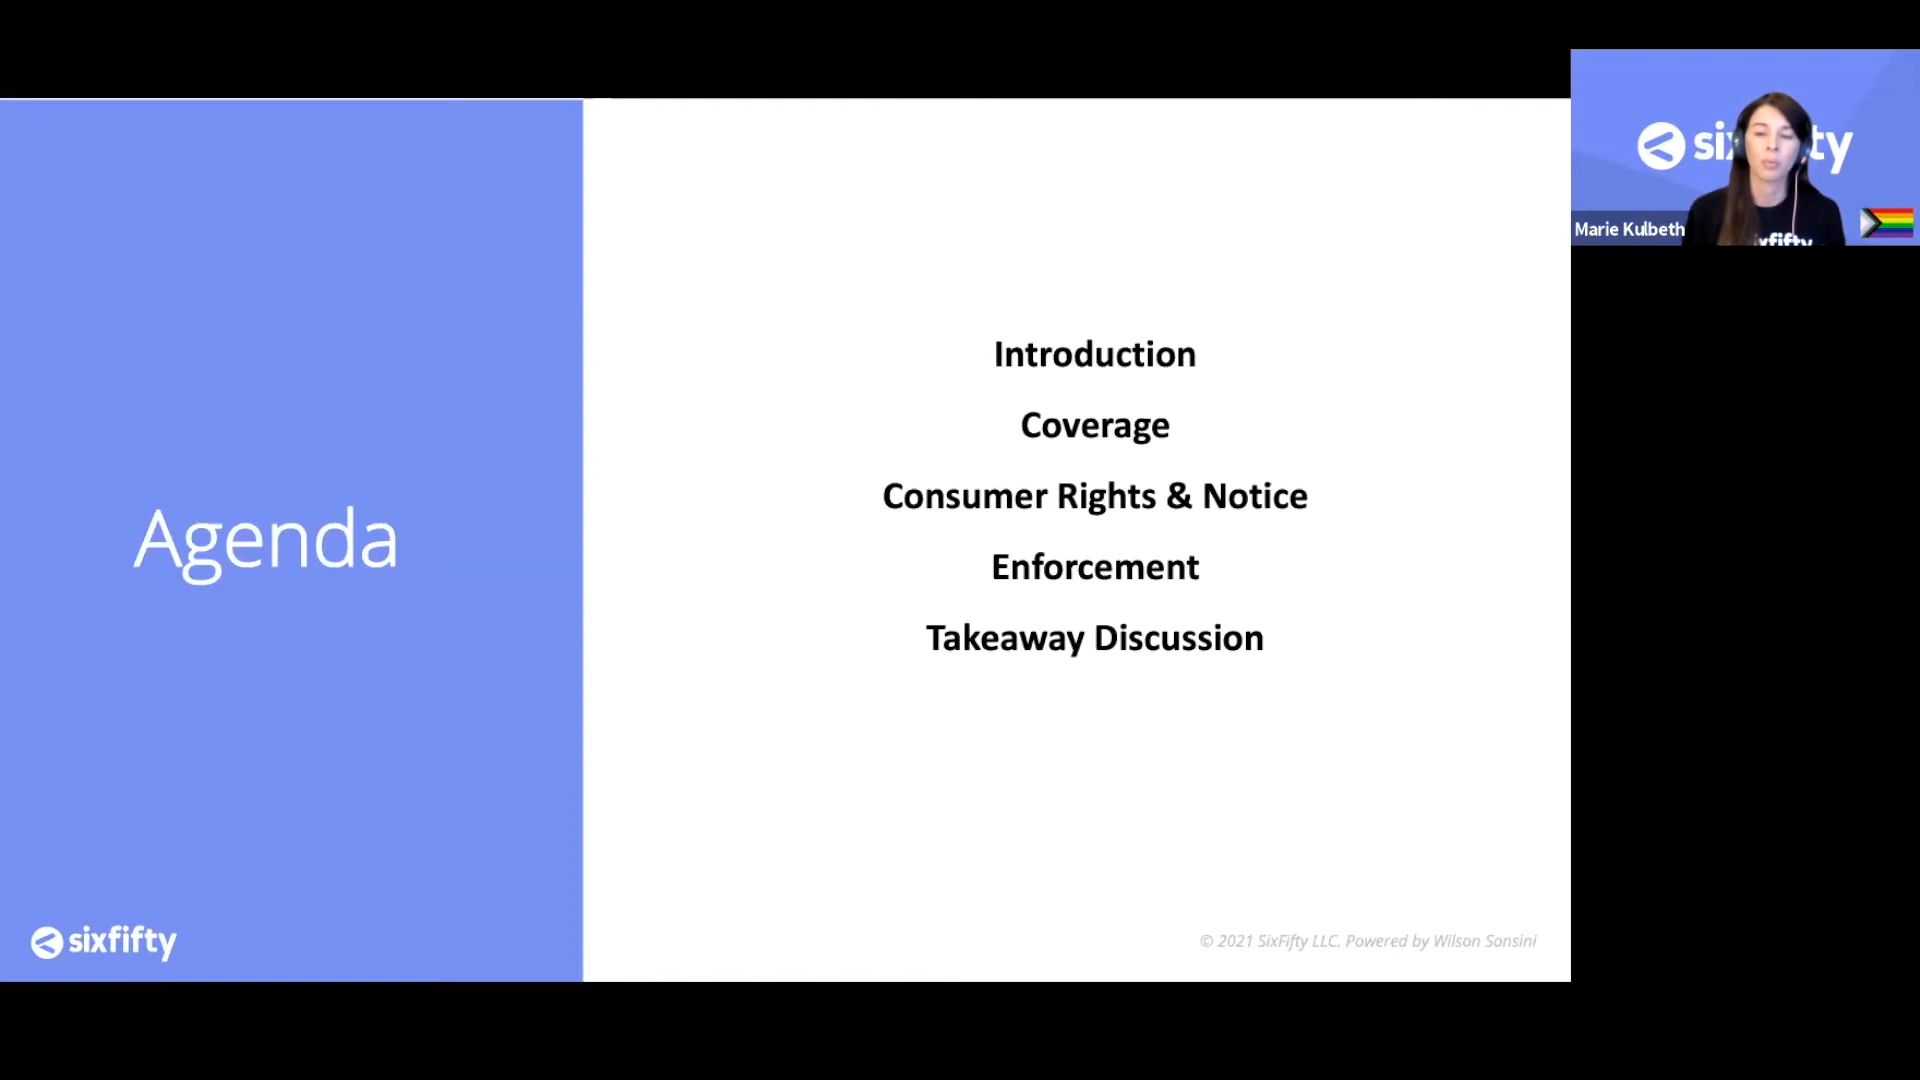 Agenda
Introduction
Coverage
Consumer Rights & Notice
Enforcement
Takeaway Discussion
sixfifty
© 2021 SixFifty LLC. Powered by Wilson Sonsini
Marie Kulbeth